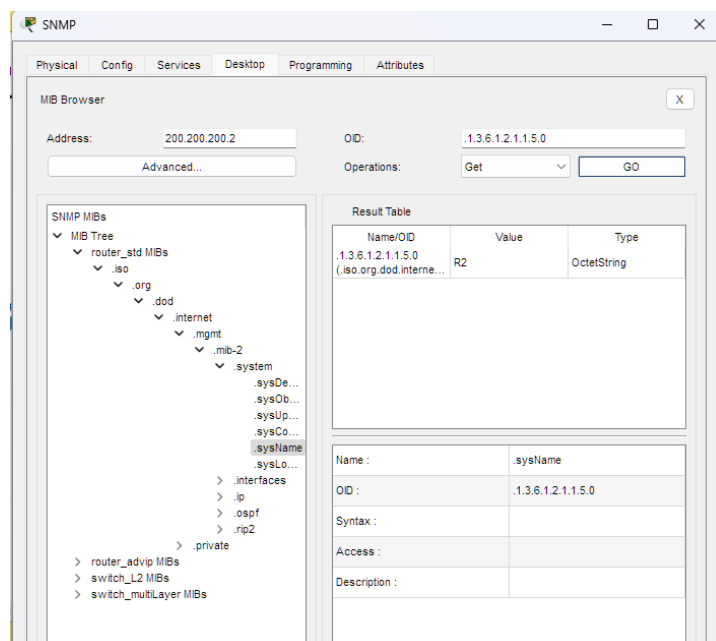 SNMP
Physical Config Services Desktop Programming Attributes
MIB Browser
X
Address: 200.200.200.2 OID: .1.3.6.1.2.1.1.5.0
Advanced... Operations: Get GO
SNMP MIBs
MIB Tree
router_std MIBs
.iso
.org
.dod
.internet
.mgmt
.mib-2
.system
.sysDe...
.sysOb...
.sysUp...
.sysCo...
.sysName
.sysLo...
.interfaces
.ip
.ospf
.rip2
.private
router_advip MIBs
switch_L2 MIBs
switch_multiLayer MIBs
Result Table
Name/OID Value Type
.1.3.6.1.2.1.1.5.0
(.iso.org.dod.interne... R2 OctetString
Name : .sysName
OID : .1.3.6.1.2.1.1.5.0
Syntax :
Access :
Description :